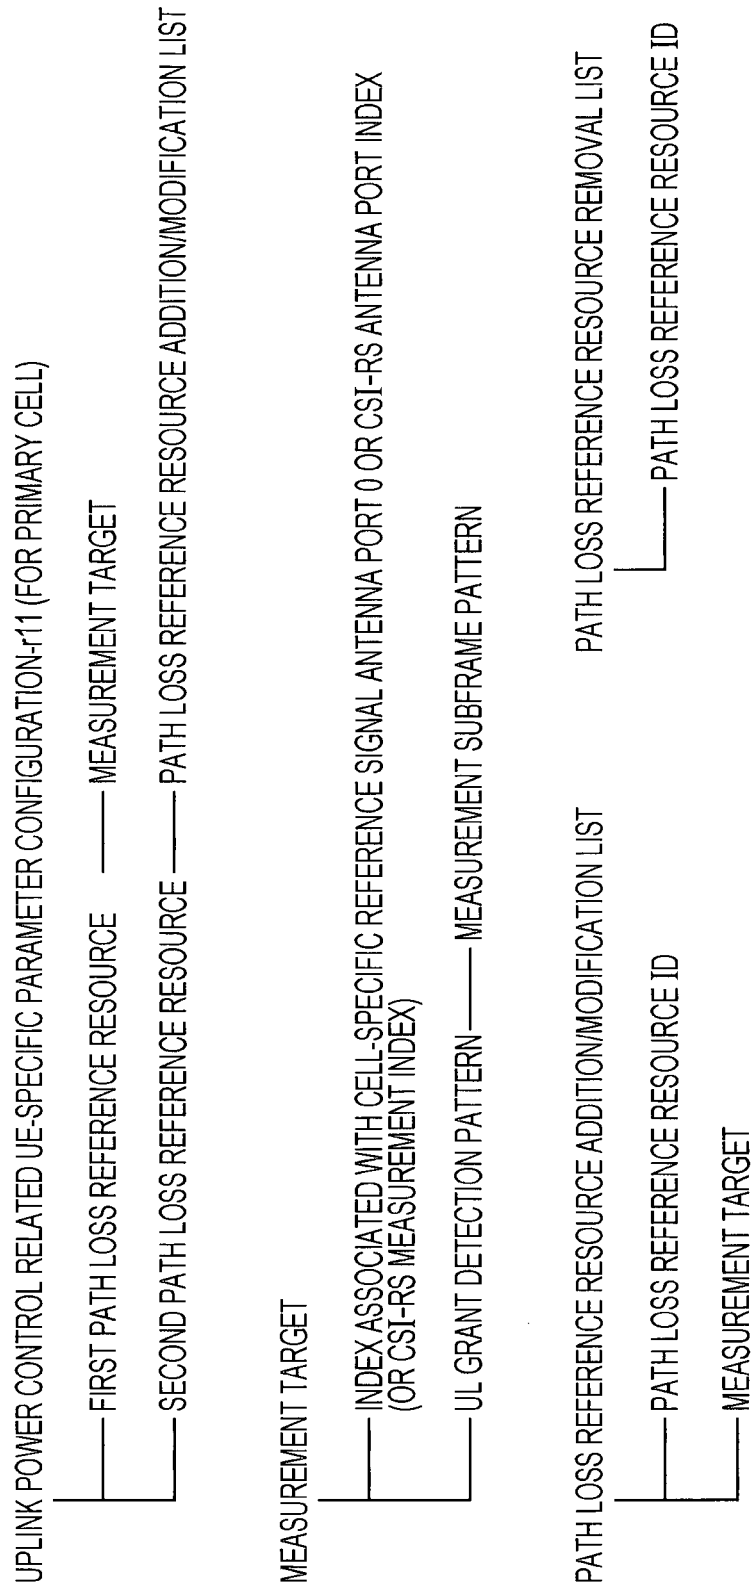 UPLINK POWER CONTROL RELATED UE-SPECIFIC PARAMETER CONFIGURATION-r11 (FOR PRIMARY CELL)
FIRST PATH LOSS REFERENCE RESOURCE
MEASUREMENT TARGET
SECOND PATH LOSS REFERENCE RESOURCE
PATH LOSS REFERENCE RESOURCE ADDITION/MODIFICATION LIST
MEASUREMENT TARGET
INDEX ASSOCIATED WITH CELL-SPECIFIC REFERENCE SIGNAL ANTENNA PORT 0 OR CSI-RS ANTENNA PORT INDEX
(OR CSI-RS MEASUREMENT INDEX)
UL GRANT DETECTION PATTERN
MEASUREMENT SUBFRAME PATTERN
PATH LOSS REFERENCE RESOURCE ADDITION/MODIFICATION LIST
PATH LOSS REFERENCE RESOURCE ID
MEASUREMENT TARGET
PATH LOSS REFERENCE RESOURCE REMOVAL LIST
PATH LOSS REFERENCE RESOURCE ID